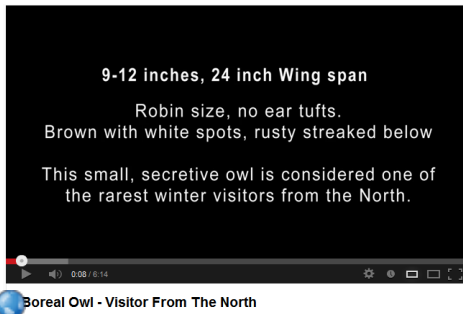 9-12 inches, 24 inch Wing span
Robin size, no ear tufts.
Brown with white spots, rusty streaked below
This small, secretive owl is considered one of
the rarest winter visitors from the North.
0:08 / 6:14
Boreal Owl - Visitor From The North